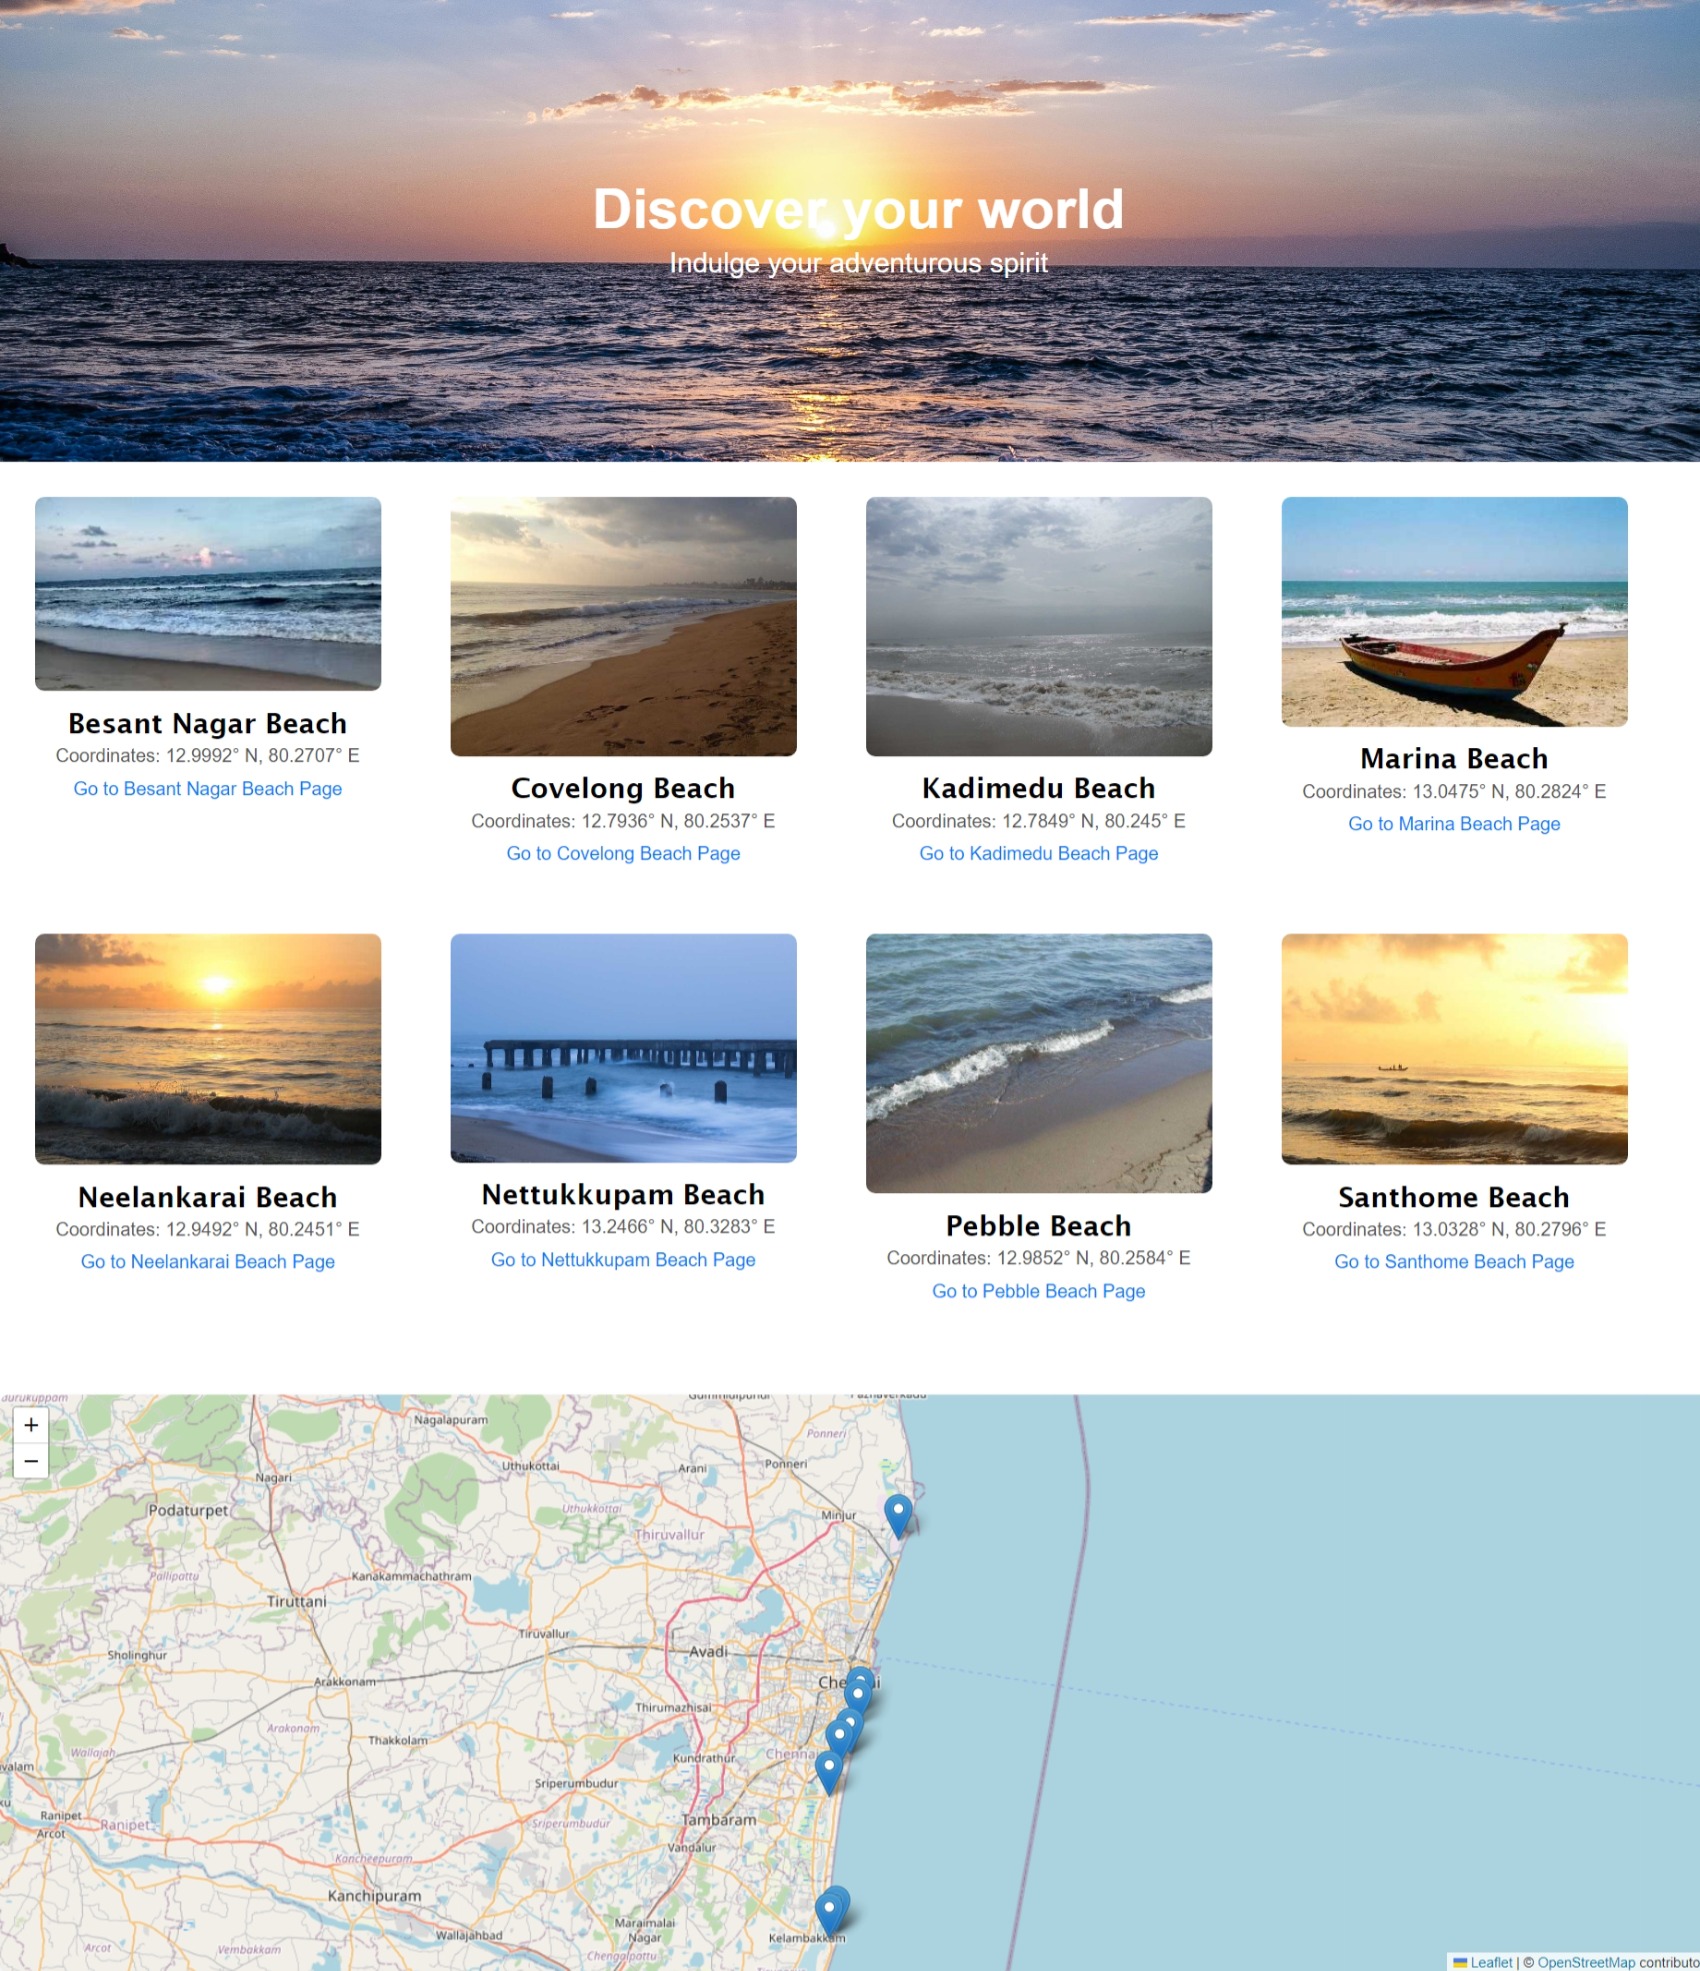 Discover your world
Indulge your adventurous spirit
Besant Nagar Beach
Coordinates: 12.9992° N, 80.2707° E
Go to Besant Nagar Beach Page
Covelong Beach
Coordinates: 12.7936° N, 80.2537° E
Go to Covelong Beach Page
Kadimedu Beach
Coordinates: 12.7849° N, 80.245° E
Go to Kadimedu Beach Page
Marina Beach
Coordinates: 13.0475° N, 80.2824° E
Go to Marina Beach Page
Neelankarai Beach
Coordinates: 12.9492° N, 80.2451° E
Go to Neelankarai Beach Page
Nettukkupam Beach
Coordinates: 13.2466° N, 80.3283° E
Go to Nettukkupam Beach Page
Pebble Beach
Coordinates: 12.9852° N, 80.2584° E
Go to Pebble Beach Page
Santhome Beach
Coordinates: 13.0328° N, 80.2796° E
Go to Santhome Beach Page
+
−
Nagalapuram
Ponneri
Nagari
Uthukottai
Arani
Ponneri
Podaturpet
Uthukkottai
Minjur
Thiruvallur
Pallipattu
Kanakammachathram
Tiruttani
Tiruvallur
Sholinghur
Avadi
Arakkonam
Thirumazhisai
Arakonam
Thakkolam
Wallajah
Kundrathur
Sriperumbudur
Ranipet
Ranipet
Arcot
Sriperumbudur
Tambaram
Vandalur
Kancheepuram
Kanchipuram
Maraimalai
Nagar
Wallajahbad
Kelambakkam
Arcot
Vembakkam
Chengalpattu
Leaflet | © OpenStreetMap contributo